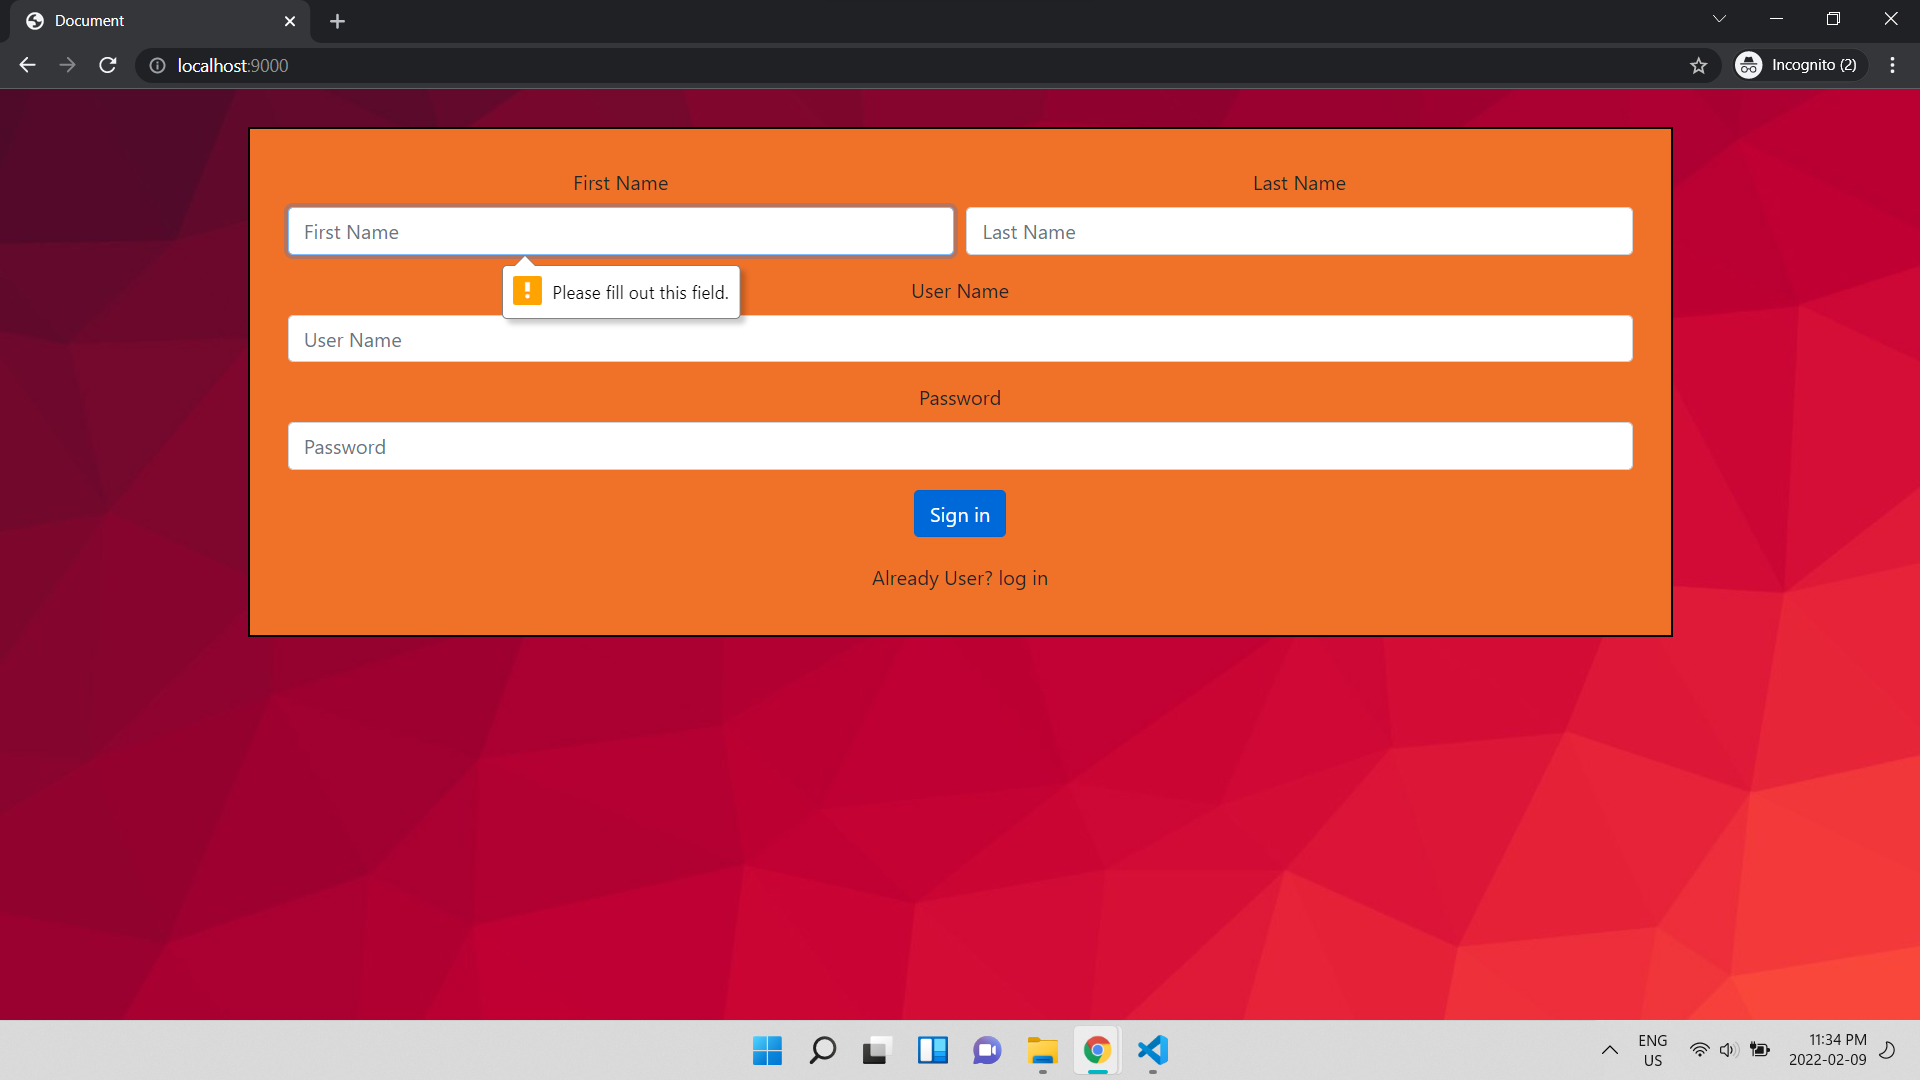 Document
localhost:9000
Incognito (2)
First Name
Last Name
First Name
Last Name
Please fill out this field.
User Name
User Name
Password
Password
Sign in
Already User? log in
ENG
US
11:34 PM
2022-02-09